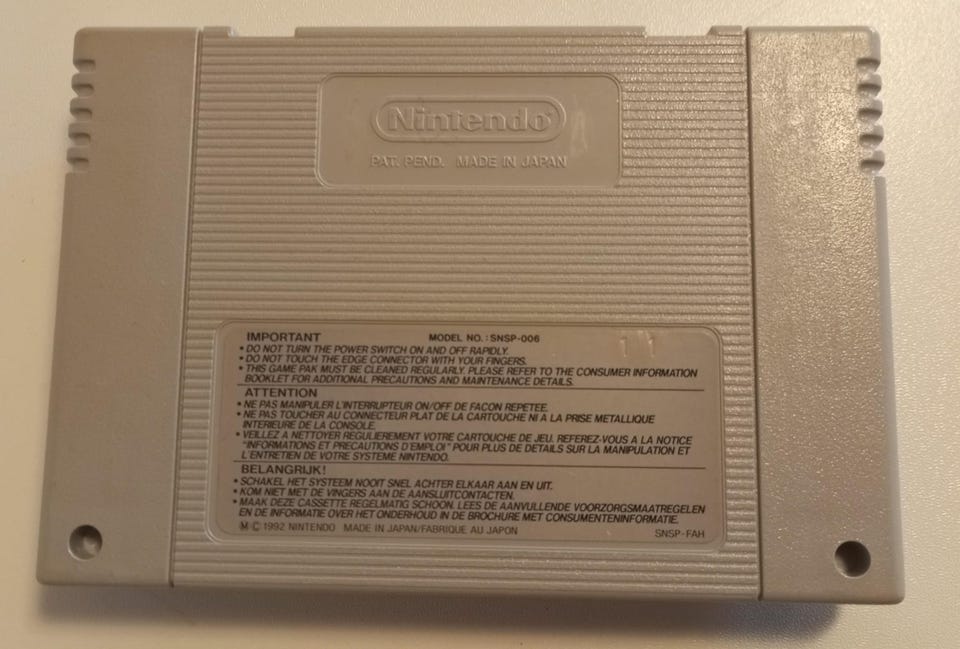 Nintendo®
PAT. PEND. MADE IN JAPAN
IMPORTANT MODEL NO. : SNSP-006
11
• DO NOT TURN THE POWER SWITCH ON AND OFF RAPIDLY.
• DO NOT TOUCH THE EDGE CONNECTOR WITH YOUR FINGERS.
• THIS GAME PAK MUST BE CLEANED REGULARLY. PLEASE REFER TO THE CONSUMER INFORMATION
BOOKLET FOR ADDITIONAL PRECAUTIONS AND MAINTENANCE DETAILS.
ATTENTION
• NE PAS MANIPULER L'INTERRUPTEUR ON/OFF DE FACON REPETEE.
• NE PAS TOUCHER AU CONNECTEUR PLAT DE LA CARTOUCHE NI A LA PRISE METALLIQUE
INTERIEURE DE LA CONSOLE.
• VEILLEZ A NETTOYER REGULIEREMENT VOTRE CARTOUCHE DE JEU. REFEREZ-VOUS A LA NOTICE
"INFORMATIONS ET PRECAUTIONS D'EMPLOI" POUR PLUS DE DETAILS SUR LA MANIPULATION ET
L'ENTRETIEN DE VOTRE SYSTEME NINTENDO.
BELANGRIJK!
• SCHAKEL HET SYSTEEM NOOIT SNEL ACHTER ELKAAR AAN EN UIT.
• KOM NIET MET DE VINGERS AAN DE AANSLUITCONTACTEN.
• MAAK DEZE CASSETTE REGELMATIG SCHOON. LEES DE AANVULLENDE VOORZORGSMAATREGELEN
EN DE INFORMATIE OVER HET ONDERHOUD IN DE BROCHURE MET CONSUMENTENINFORMATIE.
Ⓜ © 1992 NINTENDO MADE IN JAPAN/FABRIQUE AU JAPON SNSP-FAH